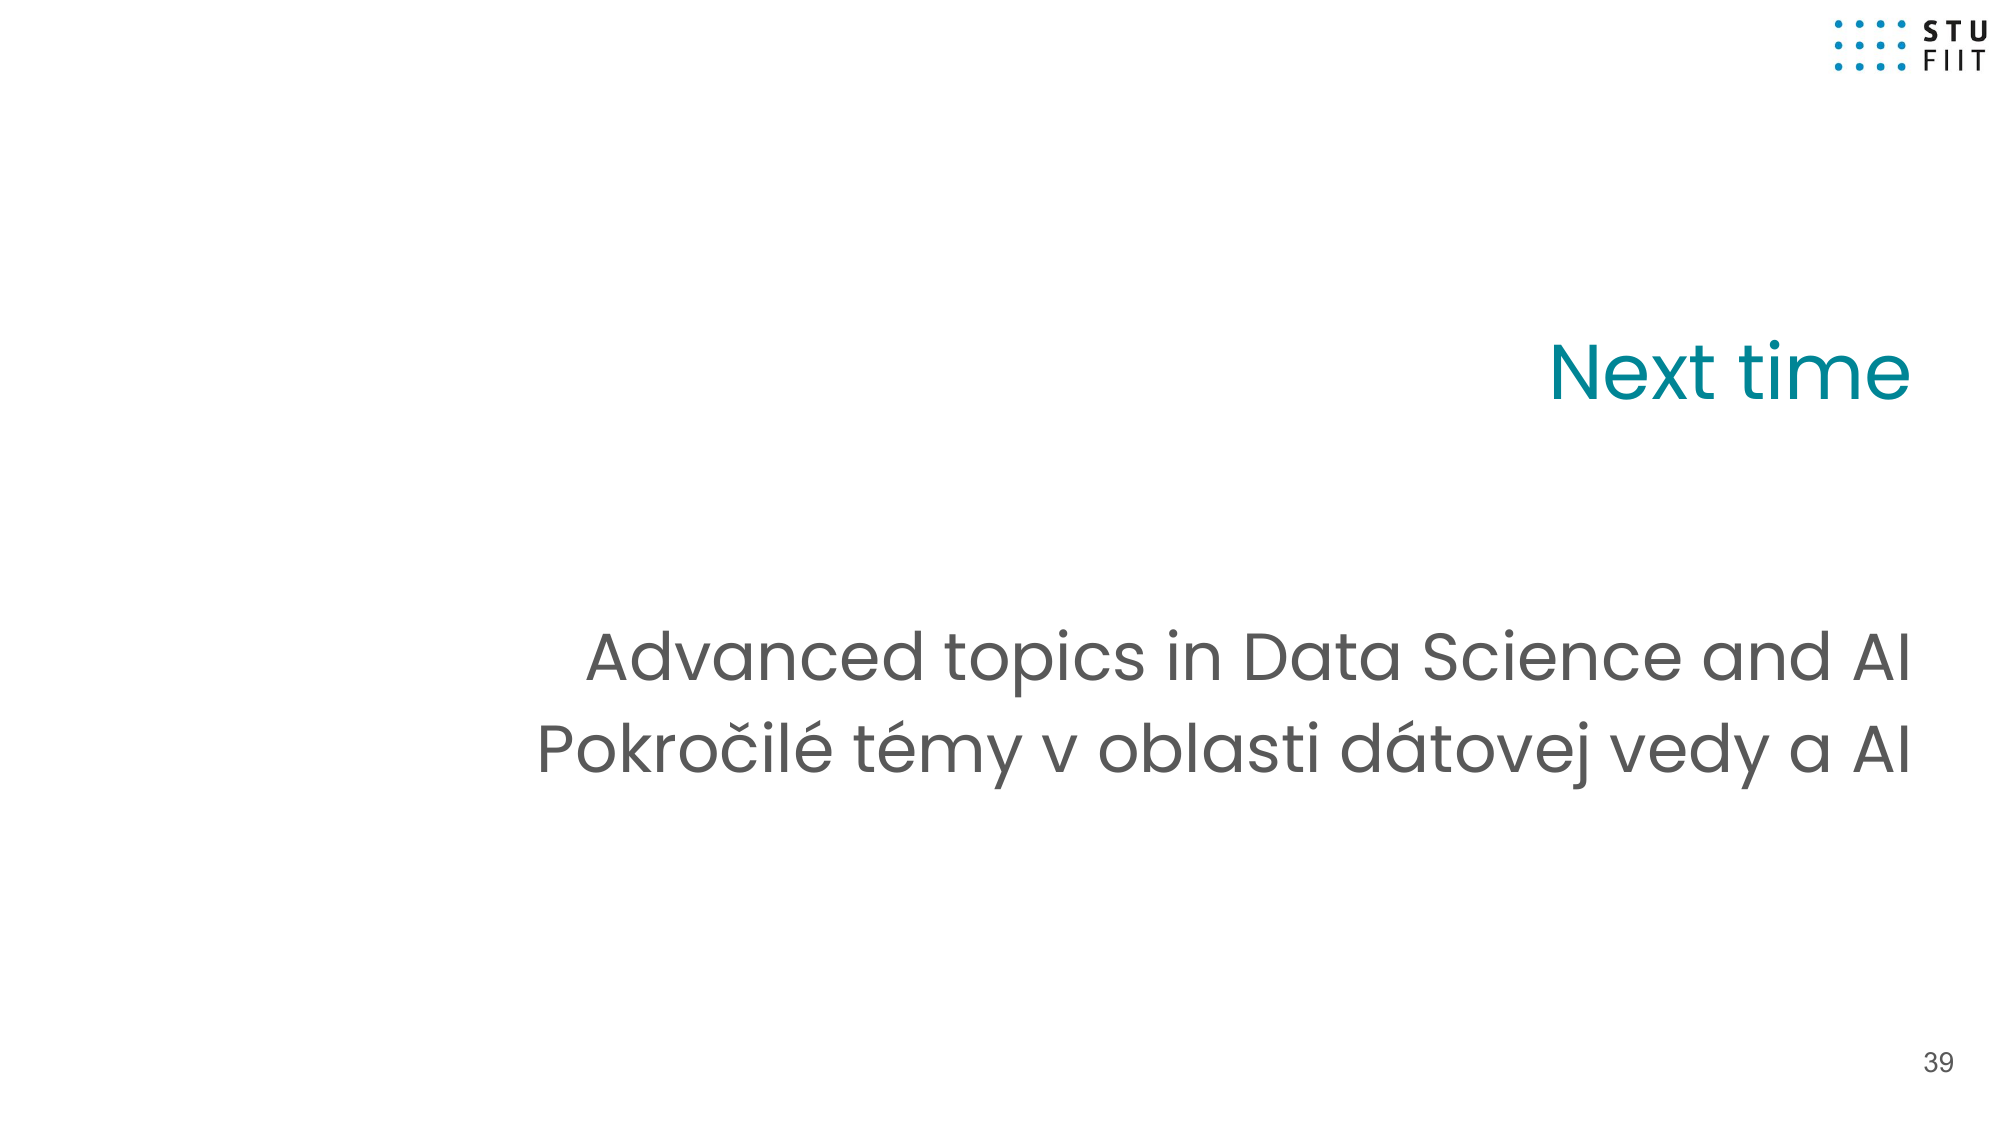 STU
FIIT
Next time
Advanced topics in Data Science and AI
Pokročilé témy v oblasti dátovej vedy a AI
39